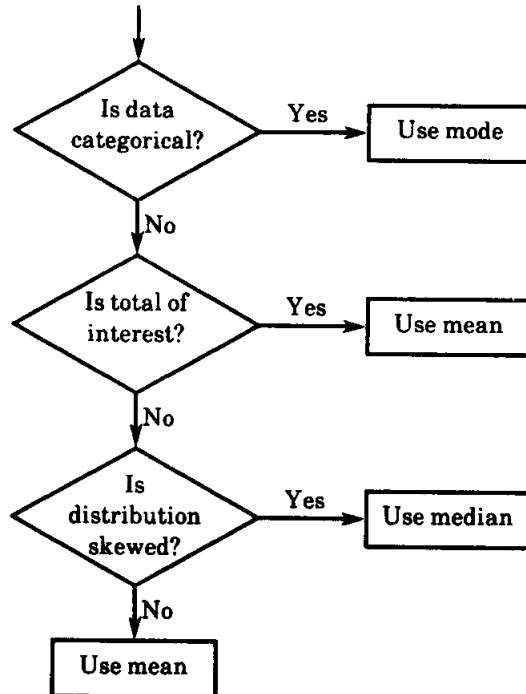 Is data
categorical?
Yes
Use mode
No
Is total of
interest?
Yes
Use mean
No
Is
distribution
skewed?
Yes
Use median
No
Use mean